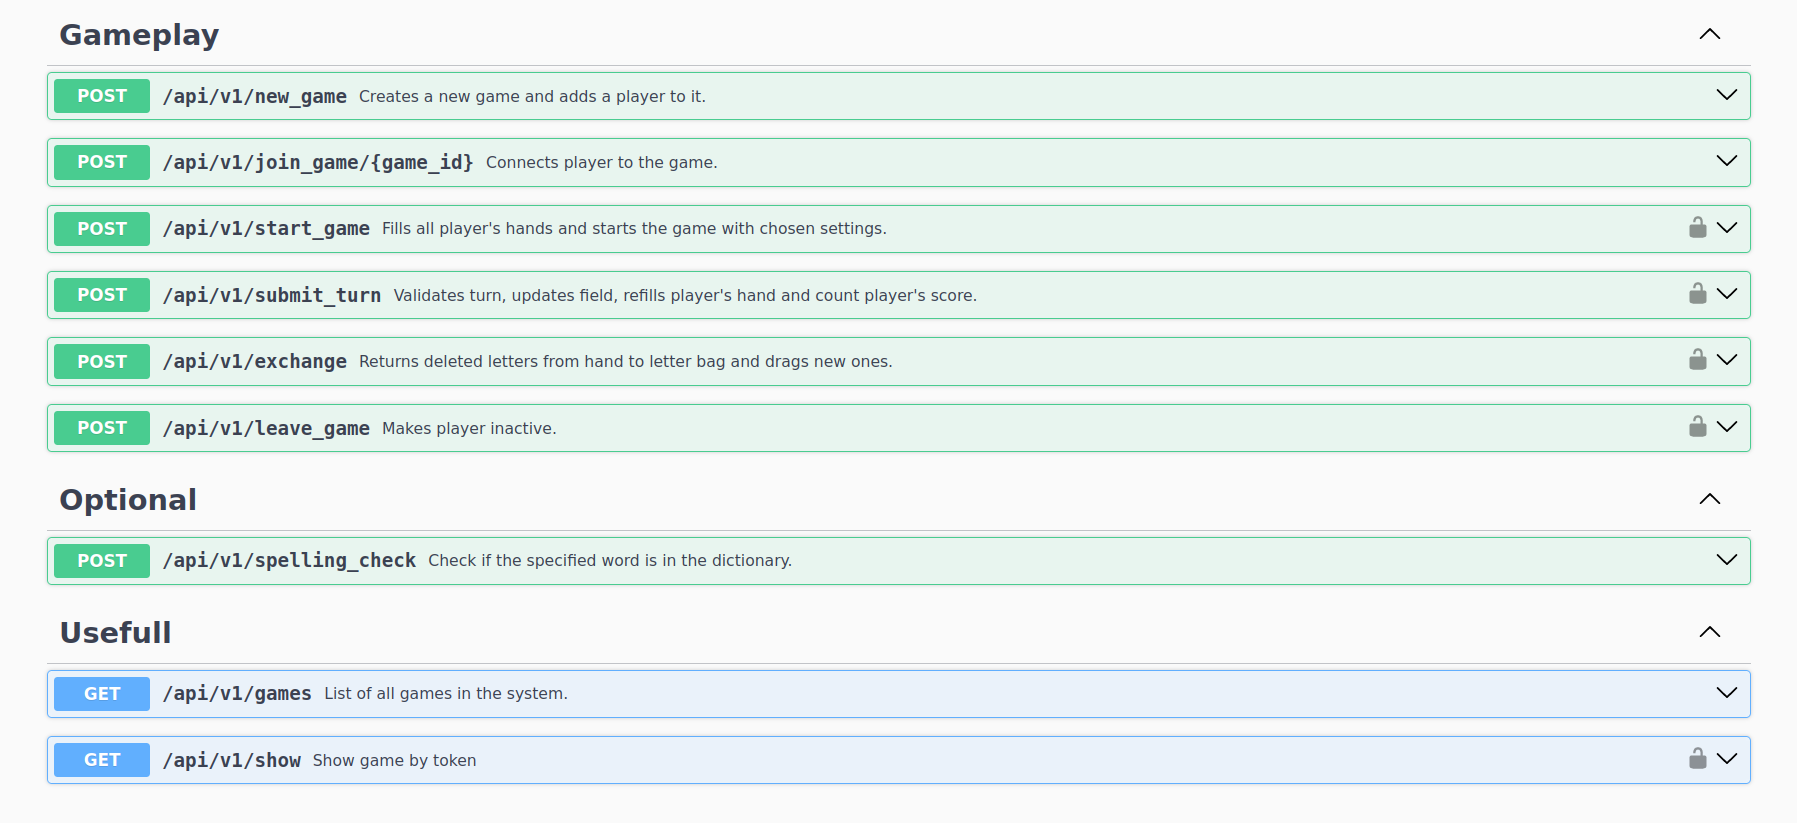 Gameplay
POST /api/v1/new_game Creates a new game and adds a player to it.
POST /api/v1/join_game/{game_id} Connects player to the game.
POST /api/v1/start_game Fills all player's hands and starts the game with chosen settings.
POST /api/v1/submit_turn Validates turn, updates field, refills player's hand and count player's score.
POST /api/v1/exchange Returns deleted letters from hand to letter bag and drags new ones.
POST /api/v1/leave_game Makes player inactive.
Optional
POST /api/v1/spelling_check Check if the specified word is in the dictionary.
Usefull
GET /api/v1/games List of all games in the system.
GET /api/v1/show Show game by token